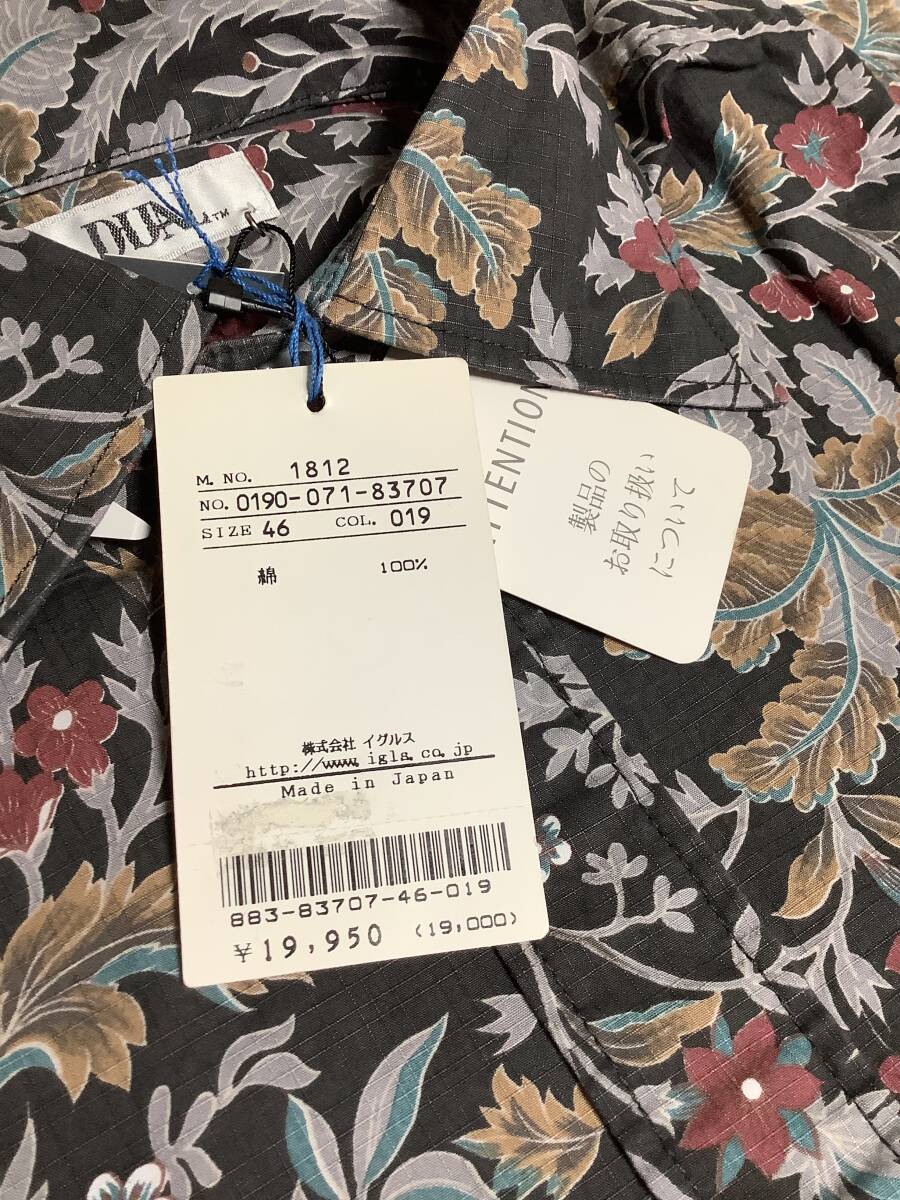 DUAL™
M. NO. 1812
NO. 0190-071-83707
SIZE 46 COL. 019
綿 100%
株式会社 イグルス
http://www.igls.co.jp
Made in Japan
883-83707-46-019
¥19,950 (19,000)
ATTENTION
製品の
お取り扱い
について